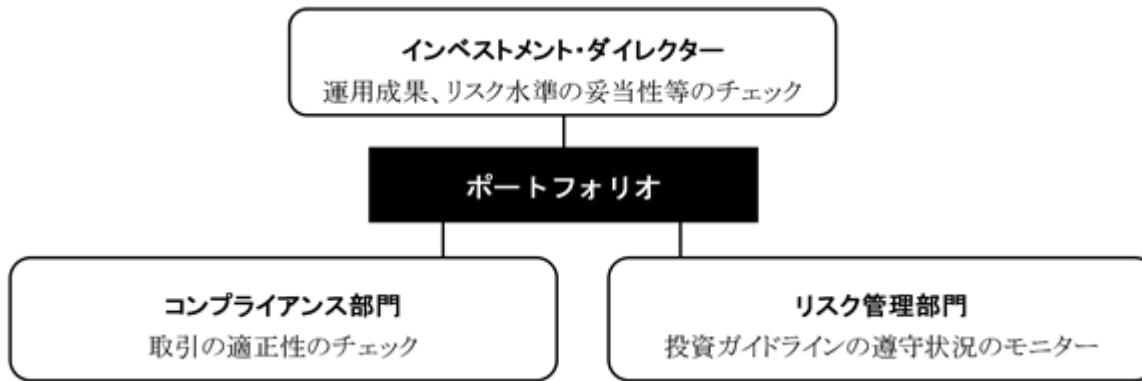 インベストメント・ダイレクター
運用成果、リスク水準の妥当性等のチェック
ポートフォリオ
コンプライアンス部門
取引の適正性のチェック
リスク管理部門
投資ガイドラインの遵守状況のモニター